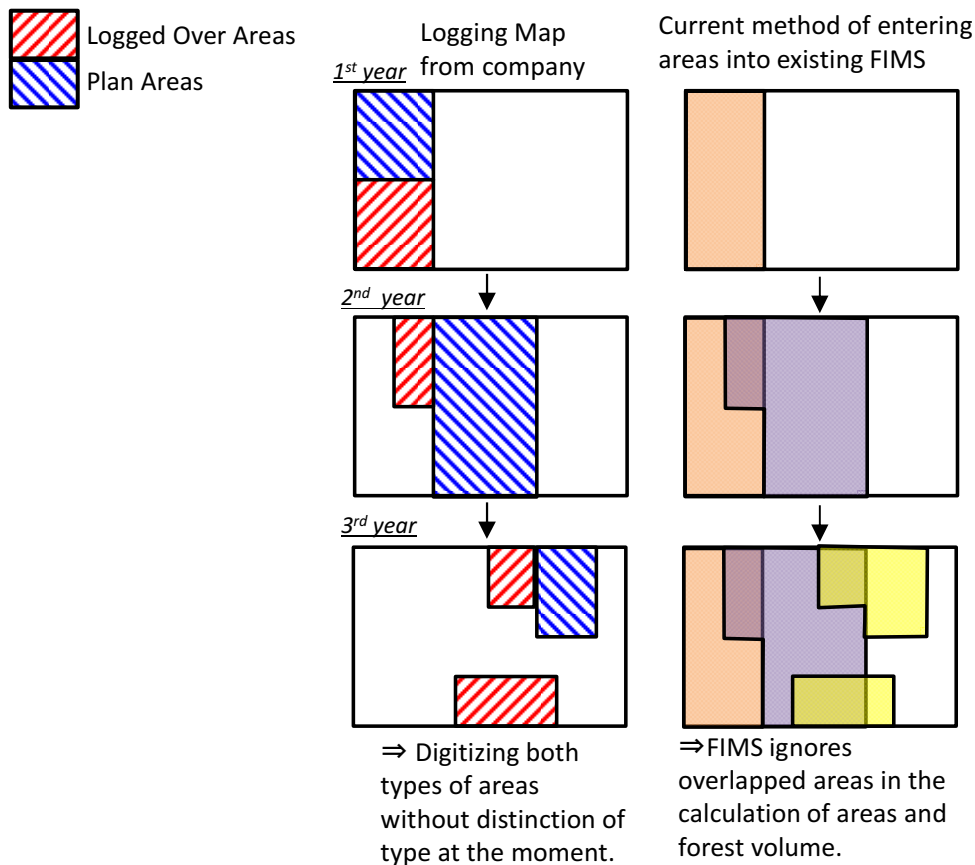 Logged Over Areas
Plan Areas
Logging Map
from company
Current method of entering
areas into existing FIMS
1st year
2nd year
3rd year
⇒ Digitizing both
types of areas
without distinction of
type at the moment.
⇒FIMS ignores
overlapped areas in the
calculation of areas and
forest volume.